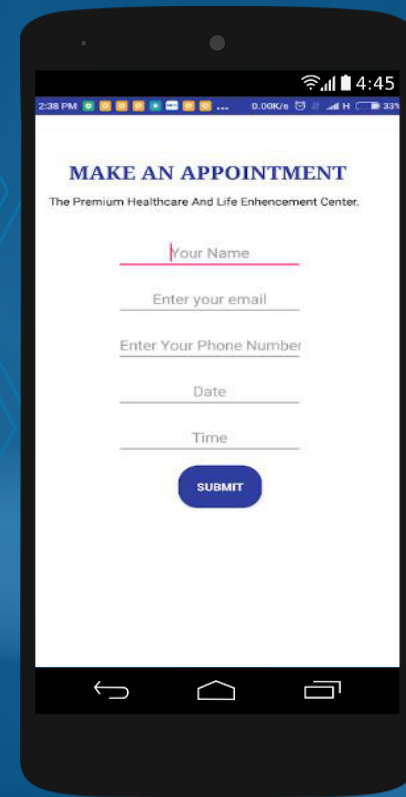 4:45
2:38 PM ... 0.00K/s H 33%
MAKE AN APPOINTMENT
The Premium Healthcare And Life Enhencement Center.
Your Name
Enter your email
Enter Your Phone Number
Date
Time
SUBMIT